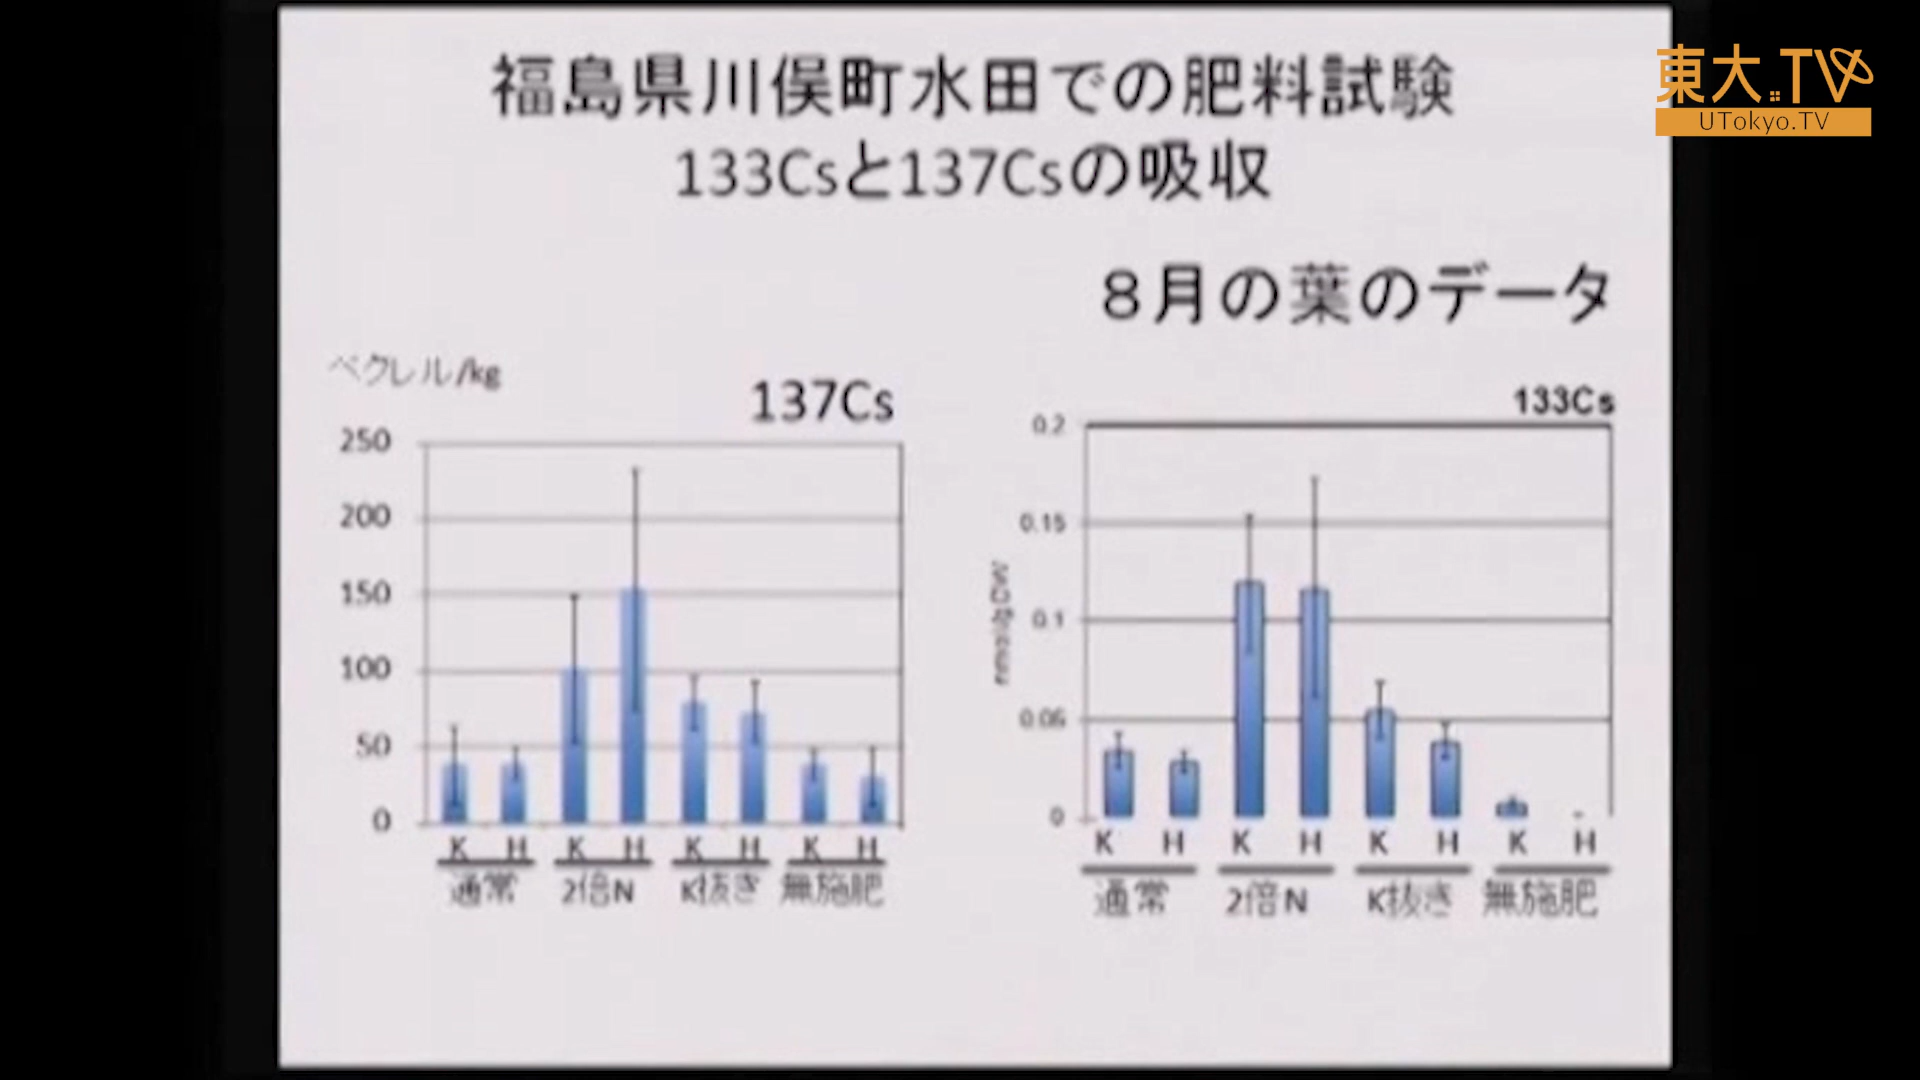 福島県川俣町水田での肥料試験
133Csと137Csの吸収
東大TV
UTokyo.TV
８月の葉のデータ
ベクレル/kg
137Cs
250
200
150
100
50
0
K H K H K H K H
通常 2倍N K抜き 無施肥
133Cs
nmol/gDW
0.2
0.15
0.1
0.05
0
K H K H K H K H
通常 2倍N K抜き 無施肥